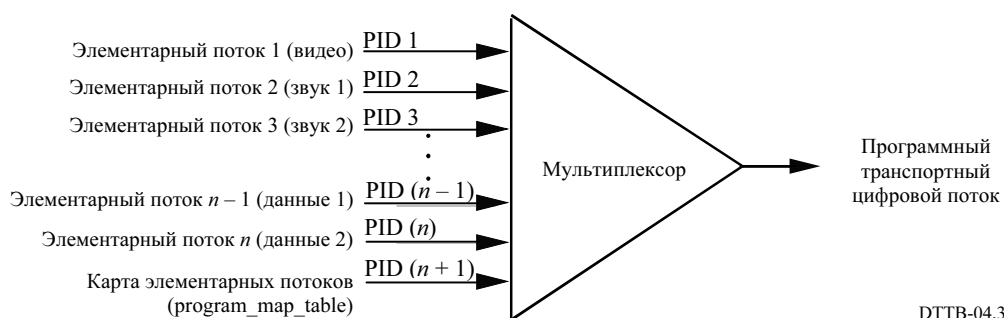 Элементарный поток 1 (видео) PID 1
Элементарный поток 2 (звук 1) PID 2
Элементарный поток 3 (звук 2) PID 3
Элементарный поток n – 1 (данные 1) PID (n – 1)
Элементарный поток n (данные 2) PID (n)
Карта элементарных потоков
(program_map_table)
PID (n + 1)
Мультиплексор
Программный
транспортный
цифровой поток
DTTB-04.3